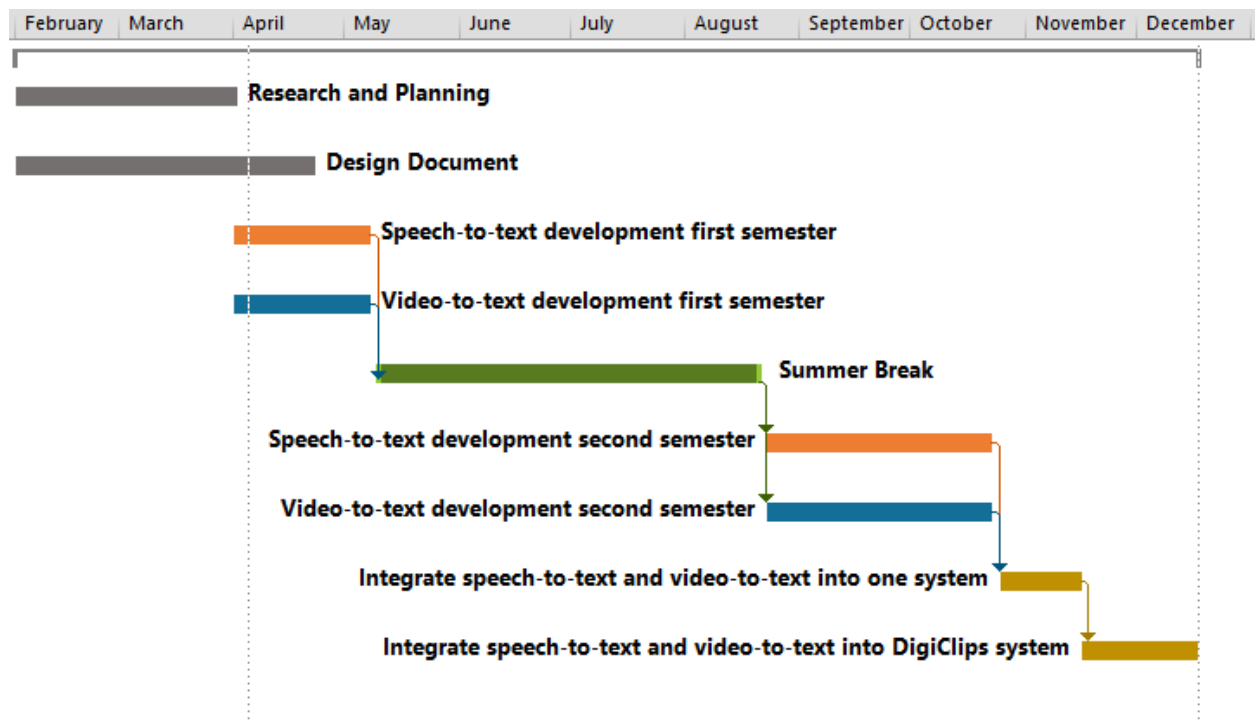 February March April May June July August September October November December
Research and Planning
Design Document
Speech-to-text development first semester
Video-to-text development first semester
Summer Break
Speech-to-text development second semester
Video-to-text development second semester
Integrate speech-to-text and video-to-text into one system
Integrate speech-to-text and video-to-text into DigiClips system